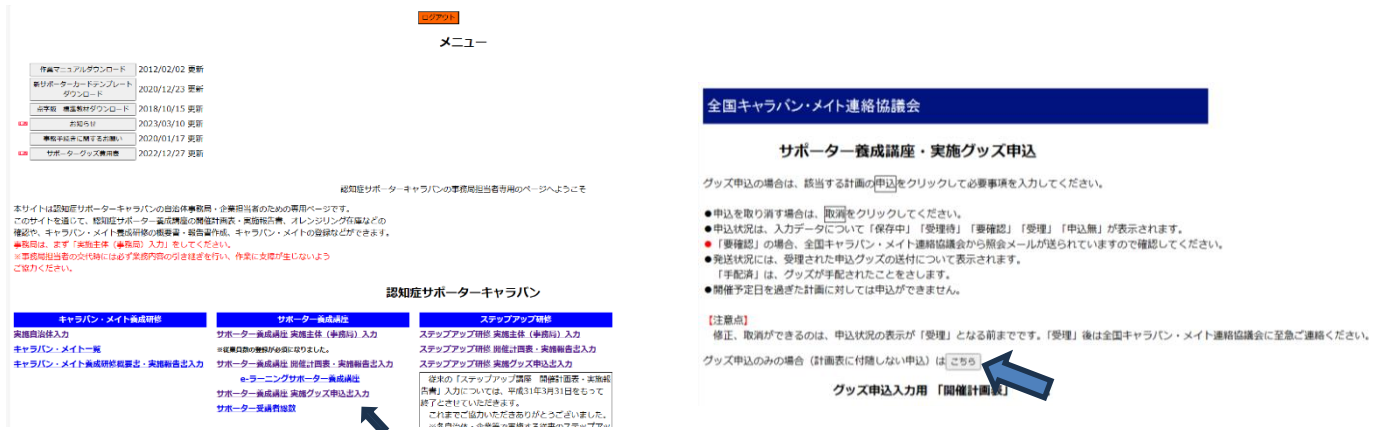 ログアウト
メニュー
作業マニュアルダウンロード 2012/02/02 更新
新サポーターカードテンプレート
ダウンロード 2020/12/23 更新
点字版 標準教材ダウンロード 2018/10/15 更新
お知らせ 2023/03/10 更新
事務手続きに関するお願い 2020/01/17 更新
サポーターグッズ費用書 2022/12/27 更新
認知症サポーターキャラバンの事務局担当者専用のページへようこそ
本サイトは認知症サポーターキャラバンの自治体事務局・企業担当者のための専用ページです。
このサイトを通じて、認知症サポーター養成講座の開催計画表・実施報告書、オレンジリング在庫などの
確認や、キャラバン・メイト養成研修の概要書・報告書作成、キャラバン・メイトの登録などができます。
事務局は、まず「実施主体（事務局）入力」をしてください。
※事務局担当者の交代時には必ず業務内容の引き継ぎを行い、作業に支障が生じないよう
ご協力ください。
認知症サポーターキャラバン
キャラバン・メイト養成研修
実施自治体入力
キャラバン・メイト一覧
キャラバン・メイト養成研修概要書・実施報告書入力
サポーター養成講座
サポーター養成講座 実施主体（事務局）入力
※従業員数の登録が必須になりました。
サポーター養成講座 開催計画表・実施報告書入力
e-ラーニングサポーター養成講座
サポーター養成講座 実施グッズ申込書入力
サポーター受講者総数
ステップアップ研修
ステップアップ研修 実施主体（事務局）入力
ステップアップ研修 開催計画表・実施報告書入力
ステップアップ研修 実施グッズ申込書入力
従来の「ステップアップ講座 開催計画表・実施報
告書」入力については、平成31年3月31日をもって
終了とさせていただきます。
これまでご協力いただきありがとうございました。
全国キャラバン・メイト連絡協議会
サポーター養成講座・実施グッズ申込
グッズ申込の場合は、該当する計画の申込をクリックして必要事項を入力してください。
●申込を取り消す場合は、取消をクリックしてください。
●申込状況は、入力データについて「保存中」「受理待」「要確認」「受理」「申込無」が表示されます。
●「要確認」の場合、全国キャラバン・メイト連絡協議会から照会メールが送られていますので確認してください。
●発送状況には、受理された申込グッズの送付について表示されます。
「手配済」は、グッズが手配されたことをさします。
●開催予定日を過ぎた計画に対しては申込ができません。
【注意点】
修正、取消ができるのは、申込状況の表示が「受理」となる前までです。「受理」後は全国キャラバン・メイト連絡協議会に至急ご連絡ください。
グッズ申込のみの場合（計画表に付随しない申込）は こちら
グッズ申込入力用 「開催計画表」